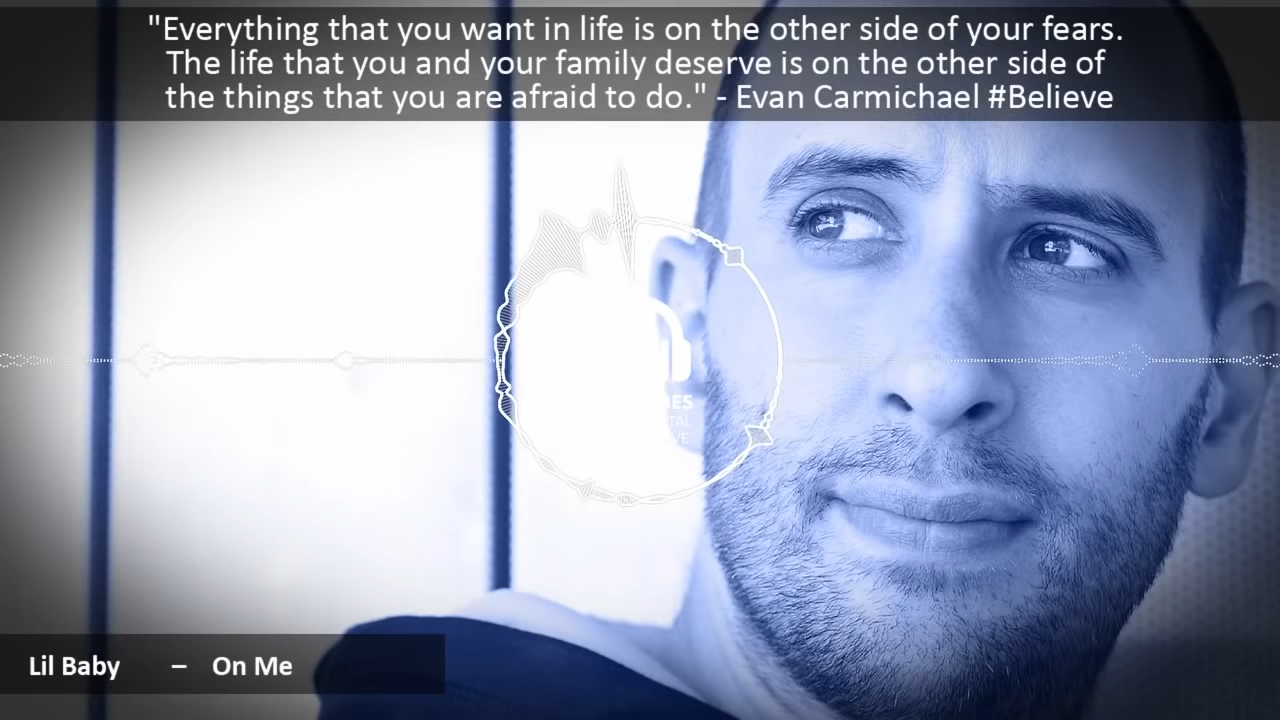 "Everything that you want in life is on the other side of your fears.
The life that you and your family deserve is on the other side of
the things that you are afraid to do." - Evan Carmichael #Believe
Lil Baby – On Me